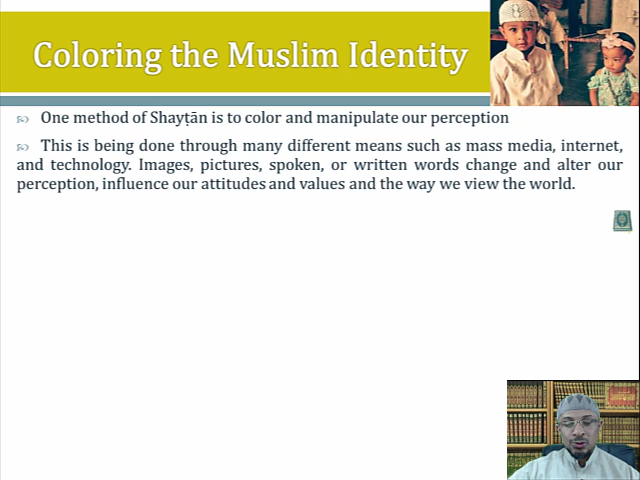 Coloring the Muslim Identity
One method of Shayṭān is to color and manipulate our perception
This is being done through many different means such as mass media, internet,
and technology. Images, pictures, spoken, or written words change and alter our
perception, influence our attitudes and values and the way we view the world.